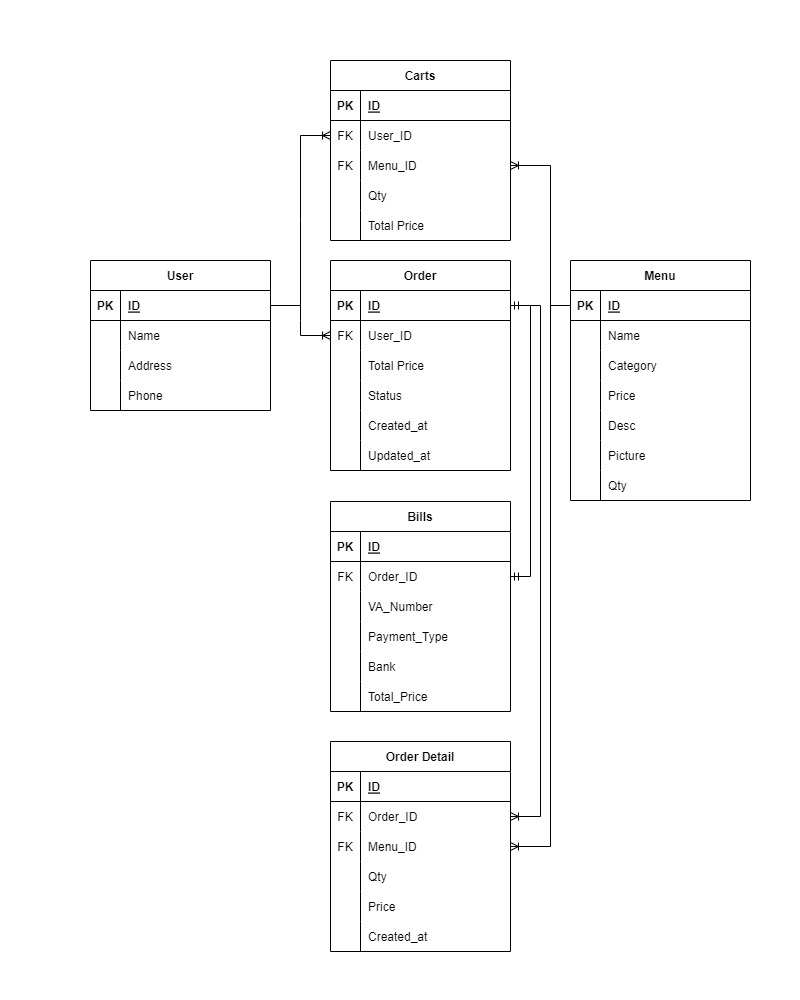 Carts
PK ID
FK User_ID
FK Menu_ID
Qty
Total Price
User
PK ID
Name
Address
Phone
Order
PK ID
FK User_ID
Total Price
Status
Created_at
Updated_at
Menu
PK ID
Name
Category
Price
Desc
Picture
Qty
Bills
PK ID
FK Order_ID
VA_Number
Payment_Type
Bank
Total_Price
Order Detail
PK ID
FK Order_ID
FK Menu_ID
Qty
Price
Created_at